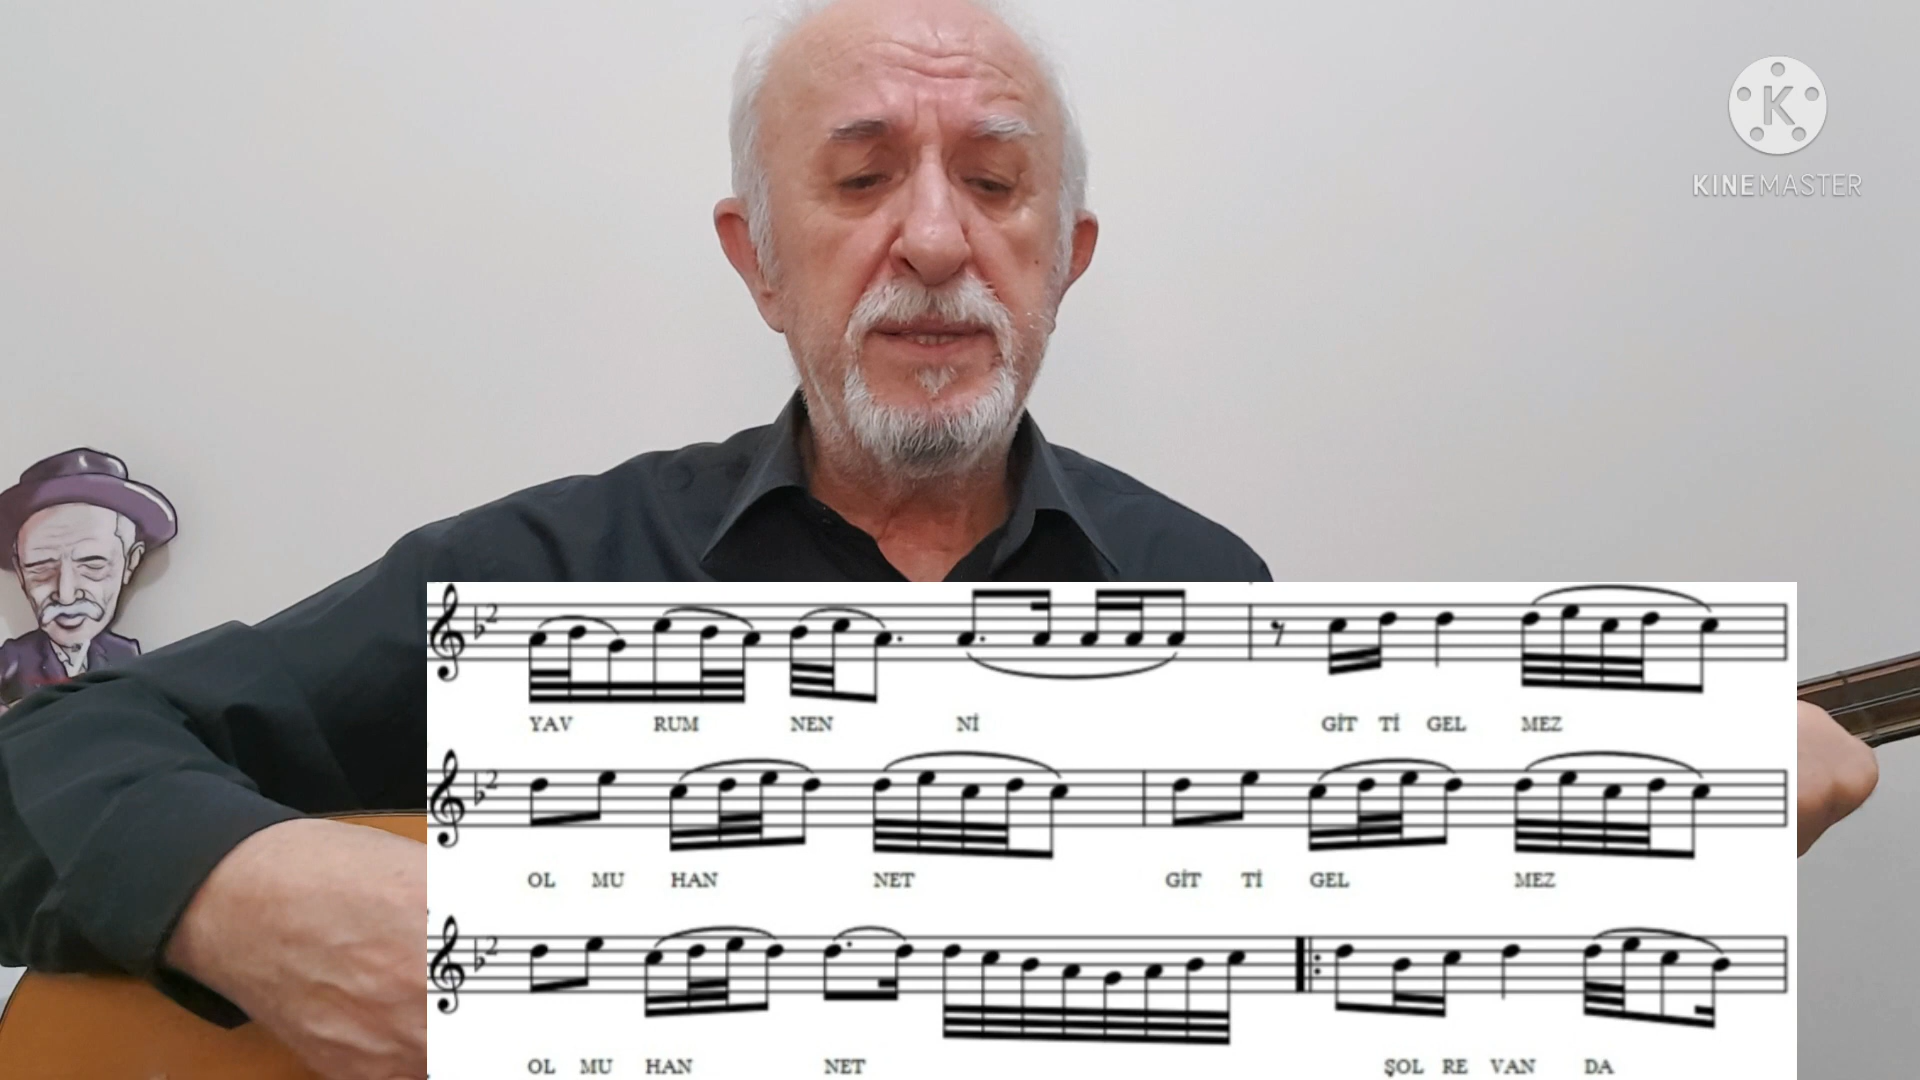 KINEMASTER
YAV RUM NEN Nİ GİT Tİ GEL MEZ
OL MU HAN NET GİT Tİ GEL MEZ
OL MU HAN NET ŞOL RE VAN DA